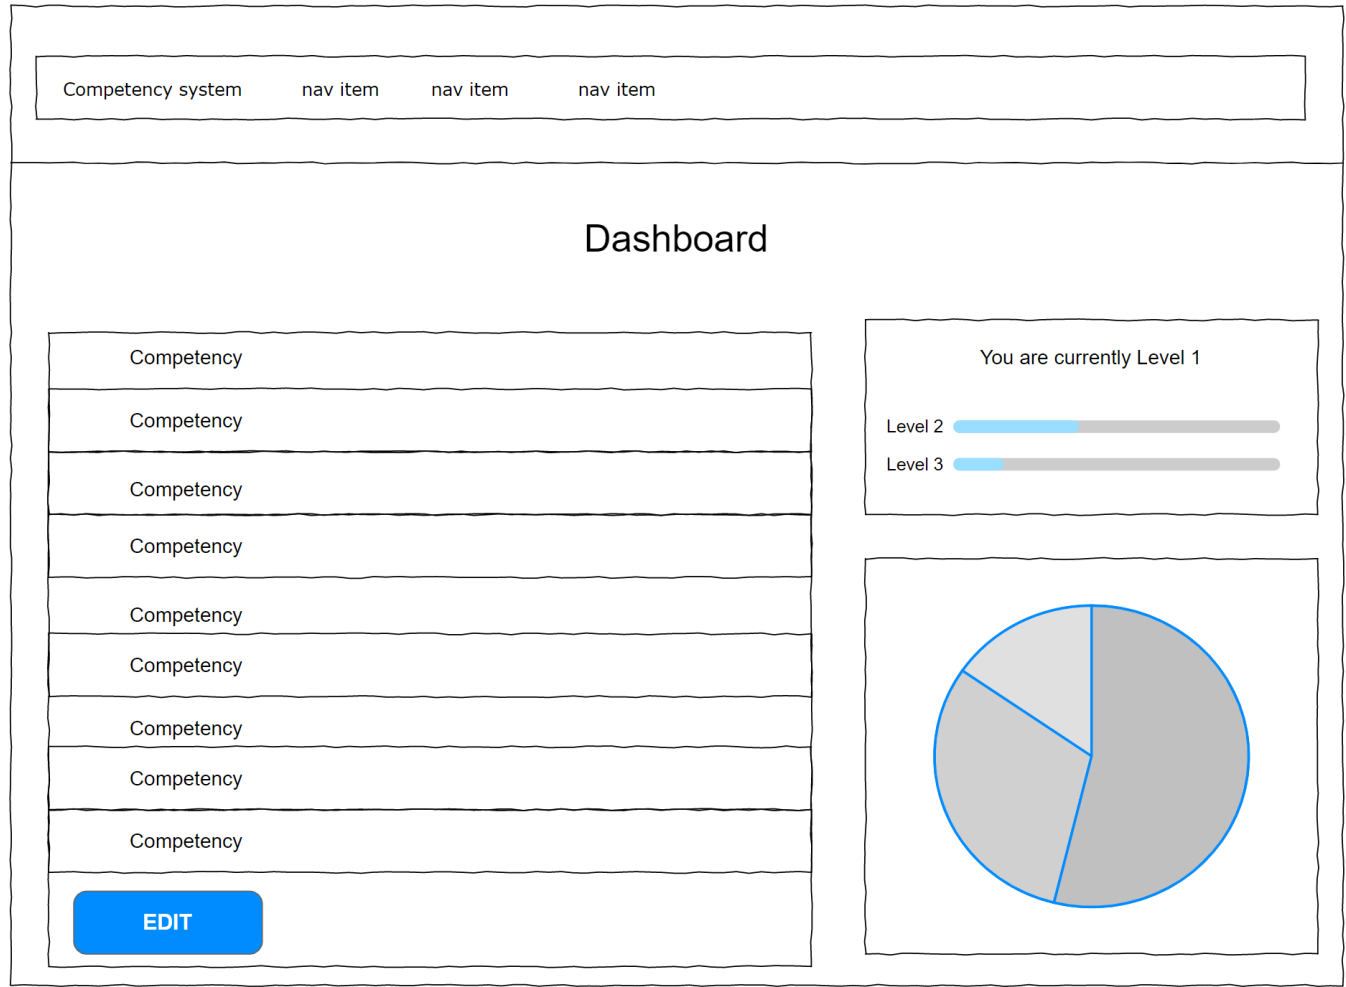 Competency system nav item nav item nav item
Dashboard
Competency
Competency
Competency
Competency
Competency
Competency
Competency
Competency
Competency
EDIT
You are currently Level 1
Level 2
Level 3